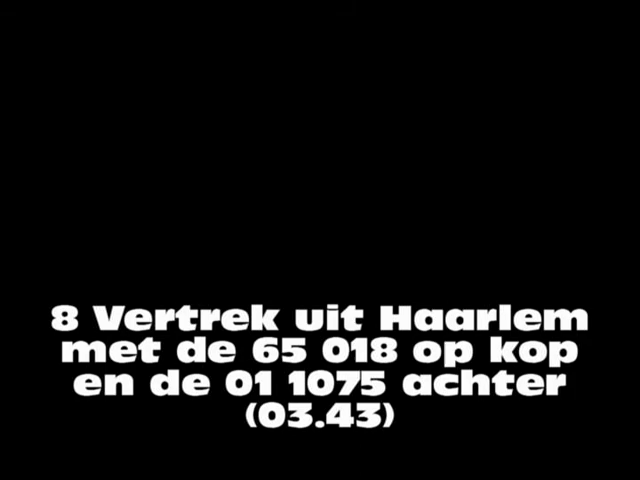 8 Vertrek uit Haarlem
met de 65 018 op kop
en de 01 1075 achter
(03.43)